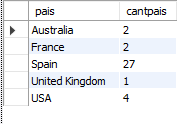 pais cantpais
Australia 2
France 2
Spain 27
United Kingdom 1
USA 4